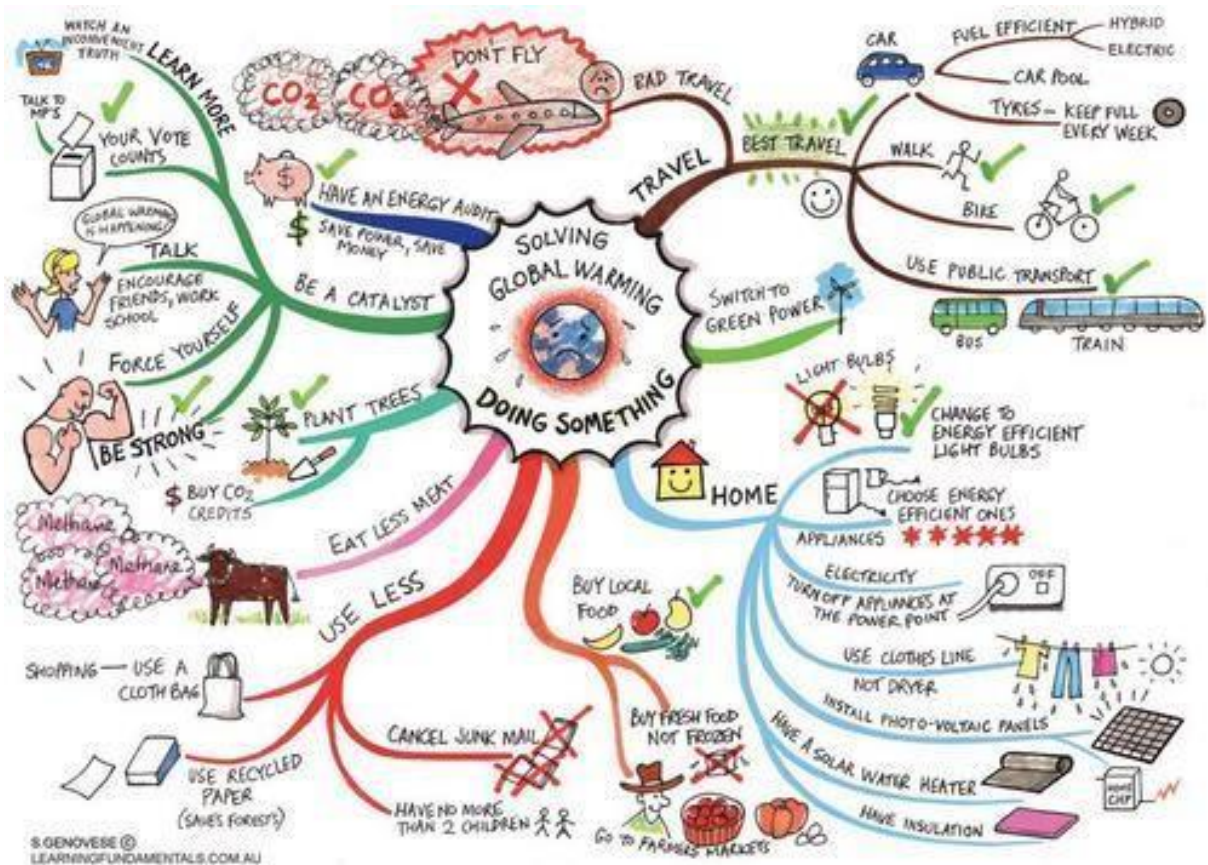 WATCH AN
INCONVENIENT
TRUTH
LEARN MORE
TALK TO
MP'S
YOUR VOTE
COUNTS
GLOBAL WARMING
IS HAPPENING!
TALK
ENCOURAGE
FRIENDS, WORK
SCHOOL
FORCE YOURSELF
BE STRONG
BE A CATALYST
CO2
CO2
DON'T FLY
BAD TRAVEL
TRAVEL
BEST TRAVEL
CAR
FUEL EFFICIENT
HYBRID
ELECTRIC
CAR POOL
TYRES - KEEP FULL
EVERY WEEK
WALK
BIKE
USE PUBLIC TRANSPORT
BUS
TRAIN
$
HAVE AN ENERGY AUDIT
$ SAVE POWER, SAVE
MONEY
SOLVING
GLOBAL WARMING
DOING SOMETHING
SWITCH TO
GREEN POWER
PLANT TREES
$ BUY CO2
CREDITS
EAT LESS MEAT
Methane
Methane
Methane
HOME
LIGHT BULBS
CHANGE TO
ENERGY EFFICIENT
LIGHT BULBS
CHOOSE ENERGY
EFFICIENT ONES
APPLIANCES
ELECTRICITY
TURN OFF APPLIANCES AT
THE POWER POINT
OFF
USE CLOTHES LINE
NOT DRYER
INSTALL PHOTO-VOLTAIC PANELS
HAVE A SOLAR WATER HEATER
HOME
CHP
HAVE INSULATION
USE LESS
SHOPPING — USE A
CLOTH BAG
USE RECYCLED
PAPER
(SAVES FORESTS)
CANCEL JUNK MAIL
HAVE NO MORE
THAN 2 CHILDREN
BUY LOCAL
FOOD
BUY FRESH FOOD
NOT FROZEN
GO TO FARMERS MARKETS
S.GENOVESE ©
LEARNINGFUNDAMENTALS.COM.AU